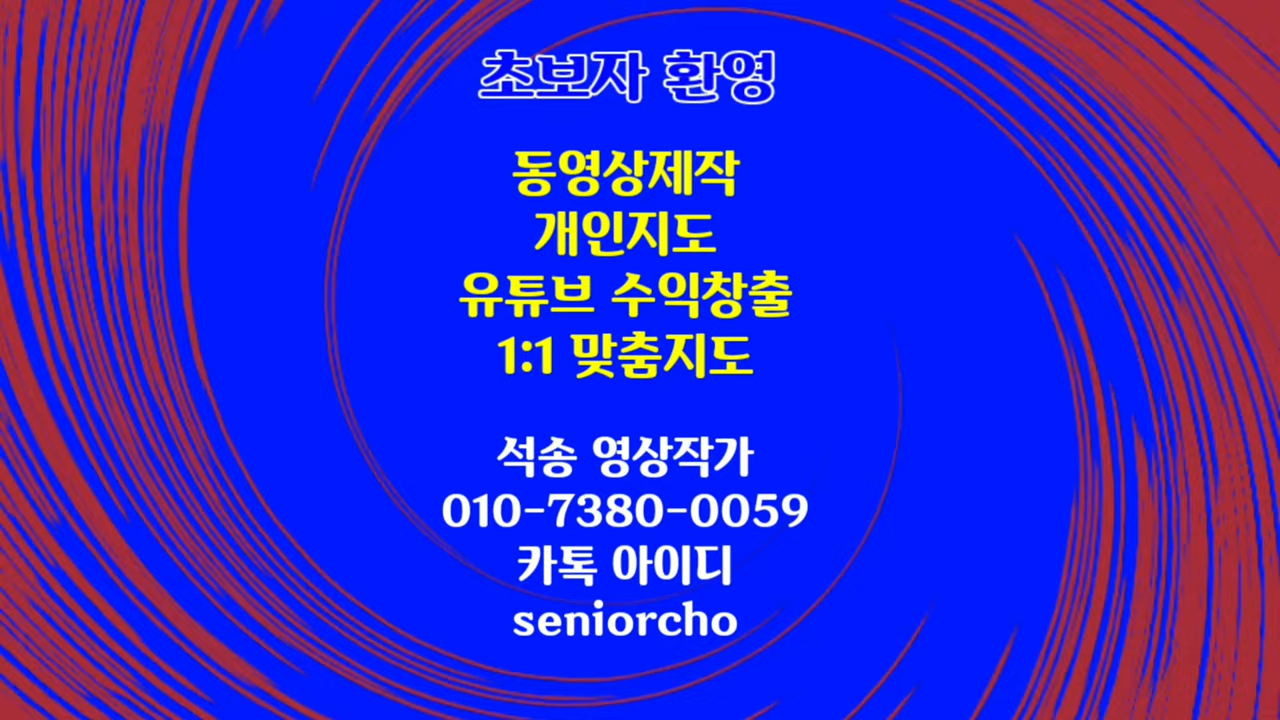 초보자 환영
동영상제작
개인지도
유튜브 수익창출
1:1 맞춤지도
석송 영상작가
010-7380-0059
카톡 아이디
seniorcho